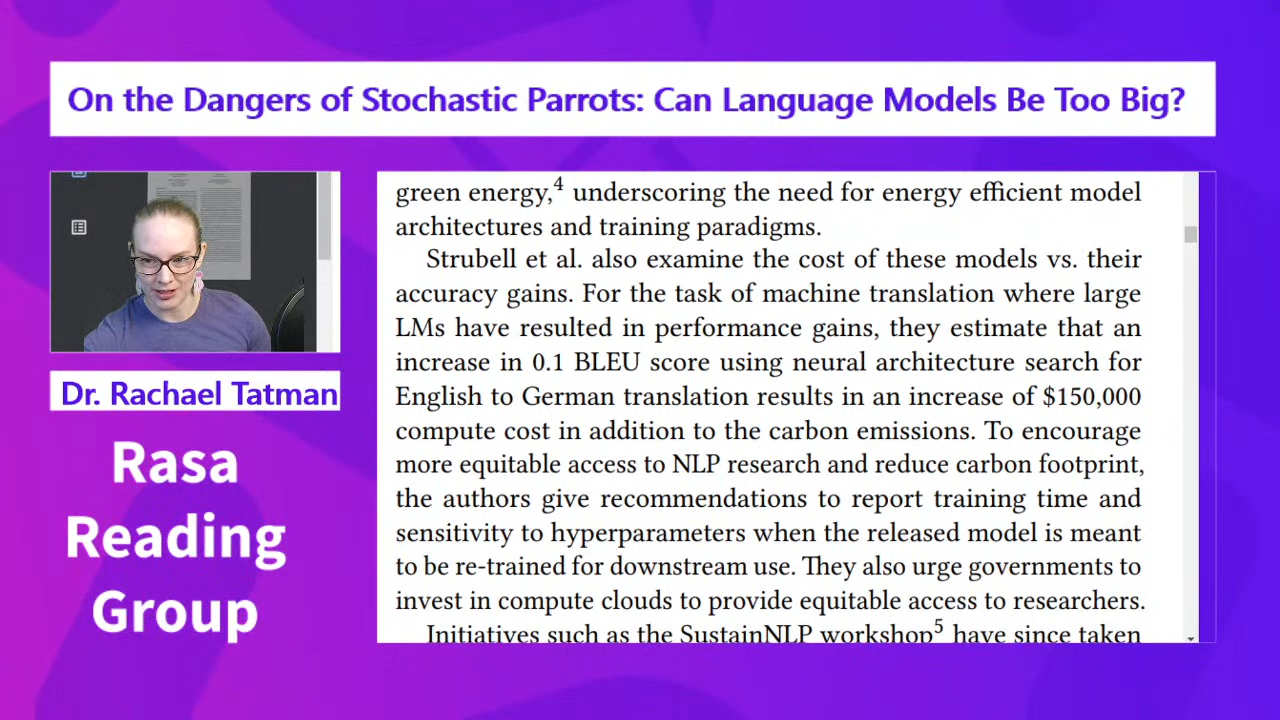 On the Dangers of Stochastic Parrots: Can Language Models Be Too Big?
Dr. Rachael Tatman
Rasa
Reading
Group
green energy,⁴ underscoring the need for energy efficient model
architectures and training paradigms.
Strubell et al. also examine the cost of these models vs. their
accuracy gains. For the task of machine translation where large
LMs have resulted in performance gains, they estimate that an
increase in 0.1 BLEU score using neural architecture search for
English to German translation results in an increase of $150,000
compute cost in addition to the carbon emissions. To encourage
more equitable access to NLP research and reduce carbon footprint,
the authors give recommendations to report training time and
sensitivity to hyperparameters when the released model is meant
to be re-trained for downstream use. They also urge governments to
invest in compute clouds to provide equitable access to researchers.
Initiatives such as the SustainNLP workshop⁵ have since taken